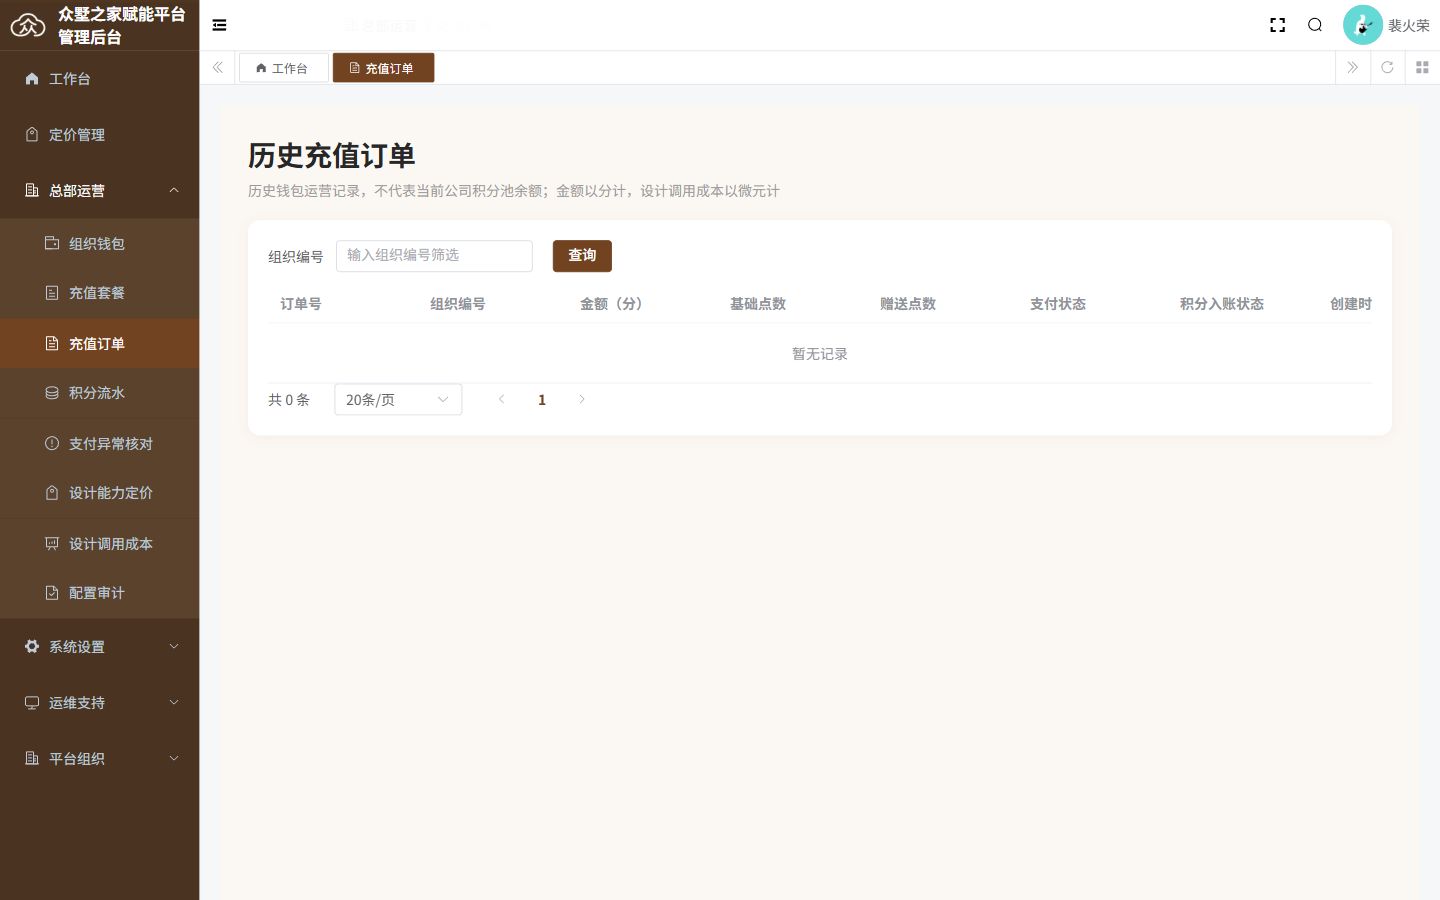 众墅之家赋能平台
管理后台
裴火荣
工作台
充值订单
工作台
定价管理
总部运营
组织钱包
充值套餐
充值订单
积分流水
支付异常核对
设计能力定价
设计调用成本
配置审计
系统设置
运维支持
平台组织
历史充值订单
历史钱包运营记录，不代表当前公司积分池余额；金额以分计，设计调用成本以微元计
组织编号 输入组织编号筛选 查询
订单号 组织编号 金额（分） 基础点数 赠送点数 支付状态 积分入账状态 创建时
暂无记录
共 0 条 20条/页 1